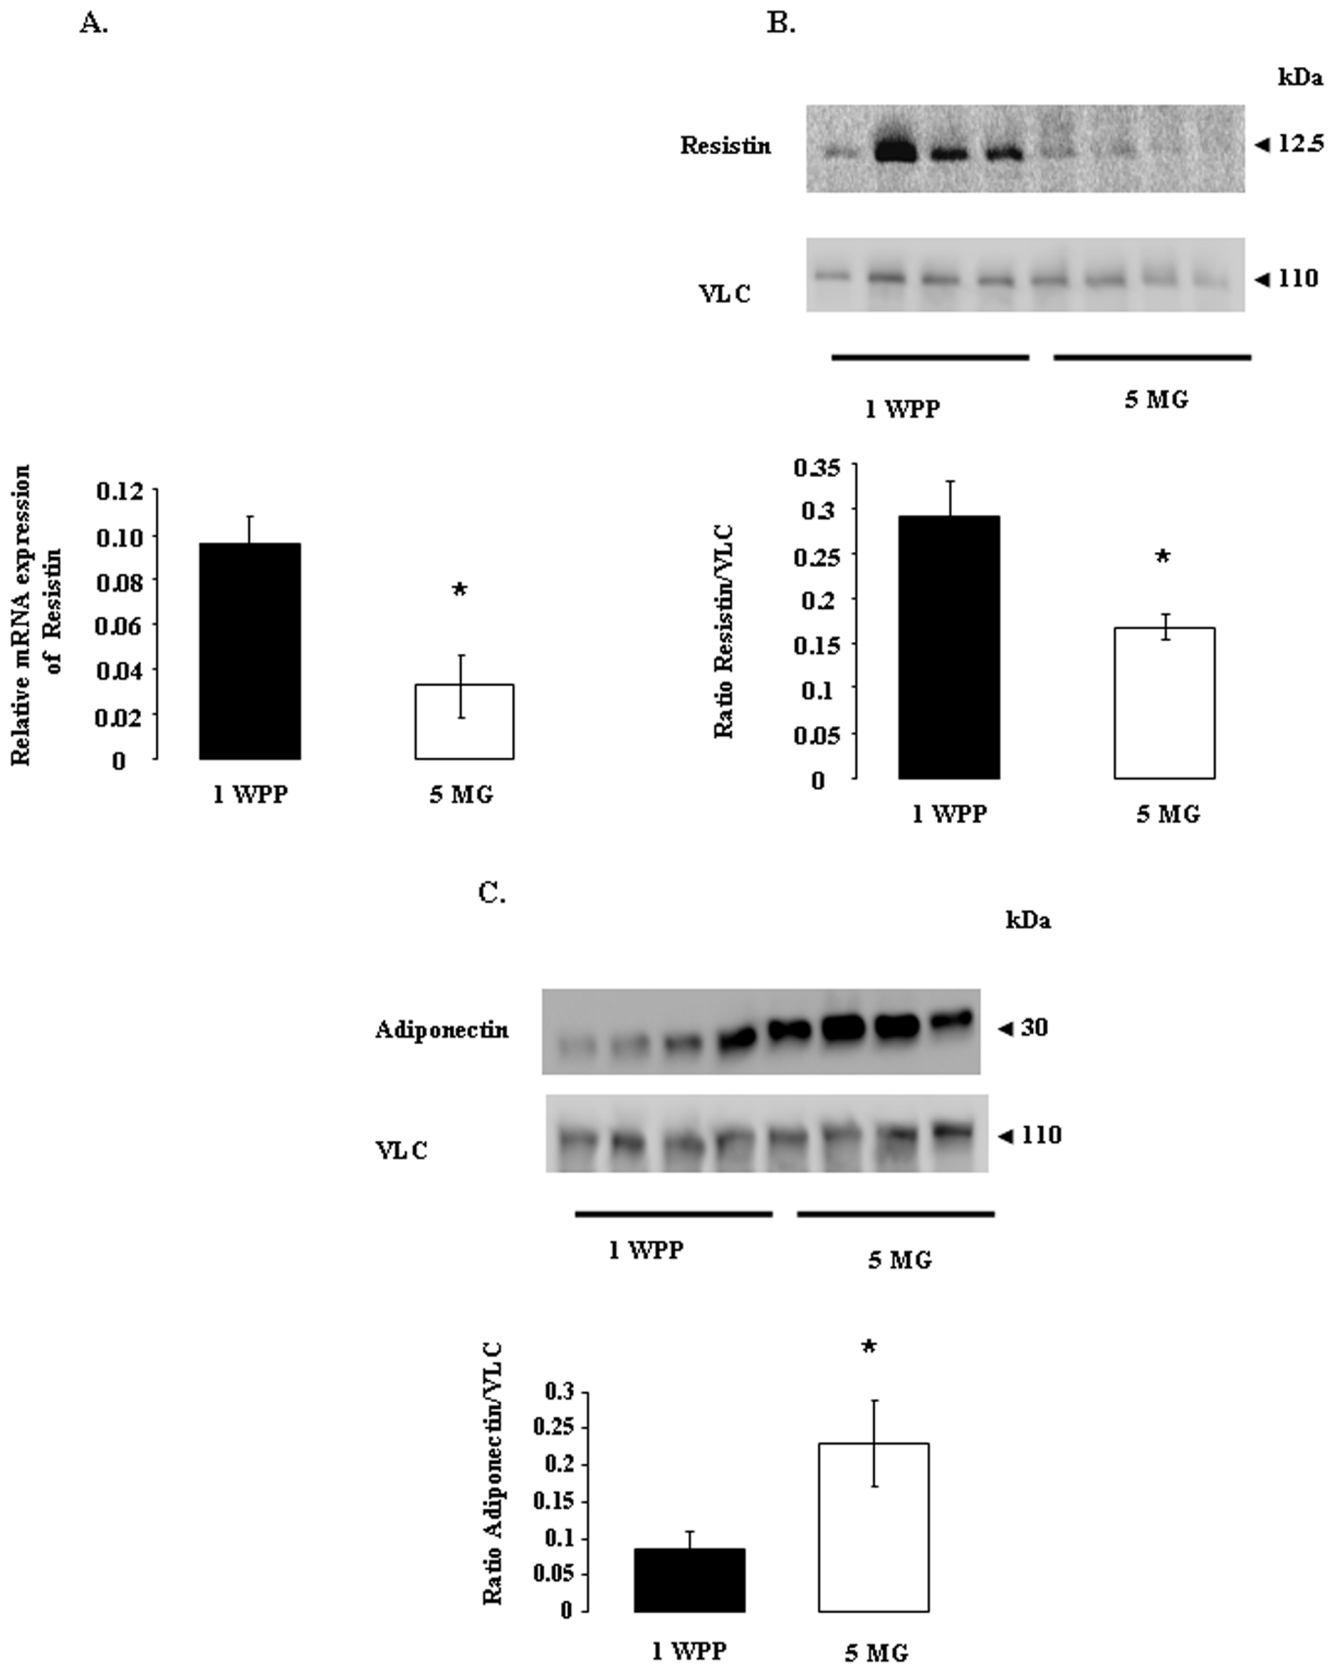 A.
Relative mRNA expression
of Resistin
0.12
0.10
0.08
0.06
0.04
0.02
0
*
1 WPP
5 MG
B.
kDa
Resistin
12.5
VLC
110
1 WPP
5 MG
Ratio Resistin/VLC
0.35
0.3
0.25
0.2
0.15
0.1
0.05
0
*
1 WPP
5 MG
C.
kDa
Adiponectin
30
VLC
110
1 WPP
5 MG
Ratio Adiponectin/VLC
0.3
0.25
0.2
0.15
0.1
0.05
0
*
1 WPP
5 MG